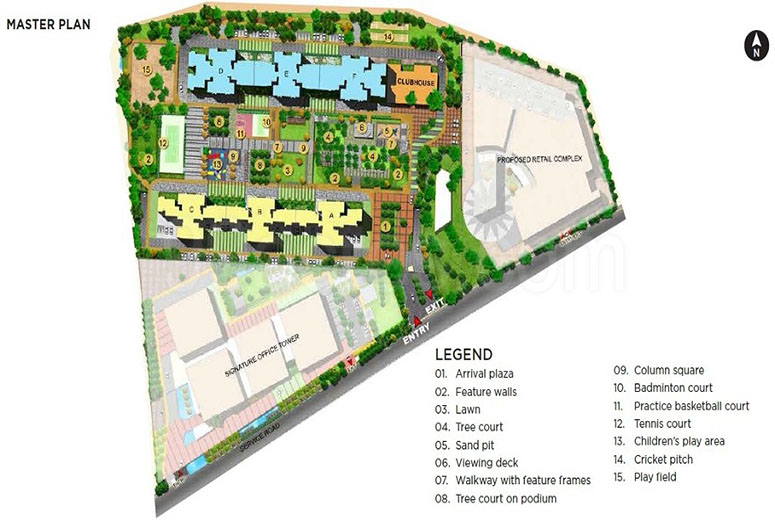 MASTER PLAN
N
14
15
D
E
F
CLUBHOUSE
12
8
11
10
6
5
7
4
9
7
9
4
4
2
13
9
8
3
2
2
2
PROPOSED RETAIL COMPLEX
C
B
A
1
EXIT
ENTRY
SIGNATURE OFFICE TOWER
SERVICE ROAD
LEGEND
01. Arrival plaza
02. Feature walls
03. Lawn
04. Tree court
05. Sand pit
06. Viewing deck
07. Walkway with feature frames
08. Tree court on podium
09. Column square
10. Badminton court
11. Practice basketball court
12. Tennis court
13. Children's play area
14. Cricket pitch
15. Play field